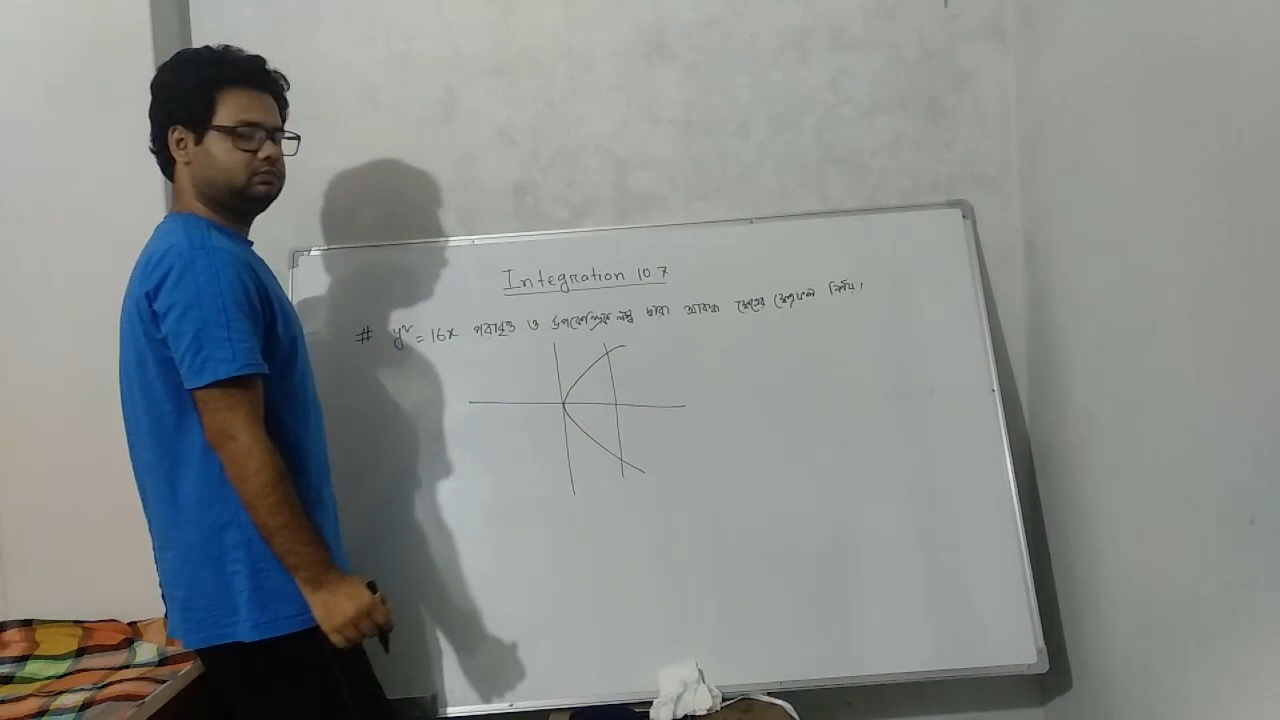 Integration 10.7
# y² = 16x পরাবৃত্ত ও উপকেন্দ্রিক লম্ব দ্বারা আবদ্ধ ক্ষেত্রের ক্ষেত্রফল নির্ণয়।